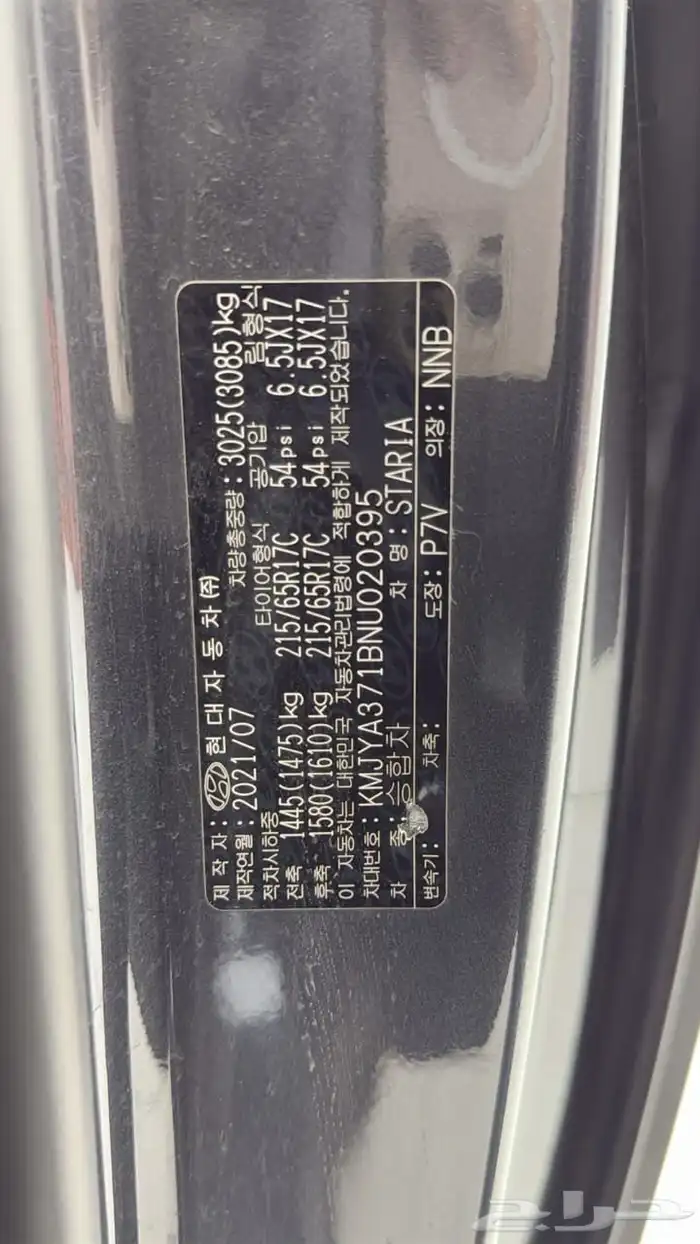 제 작 자: 현 대 자 동 차 ㈜
제작연월: 2021/07 차량총중량: 3025(3085)kg
적차시하중 타이어형식 공기압 림형식
전축 1445(1475)kg 215/65R17C 54psi 6.5JX17
후축 1580(1610)kg 215/65R17C 54psi 6.5JX17
이 자동차는 대한민국 자동차관리법령에 적합하게 제작되었습니다.
차대번호: KMJYA371BNU020395
차 종: 승합차 차 명: STARIA
변속기: 차축: 도장: P7V 의장: NNB
حراج